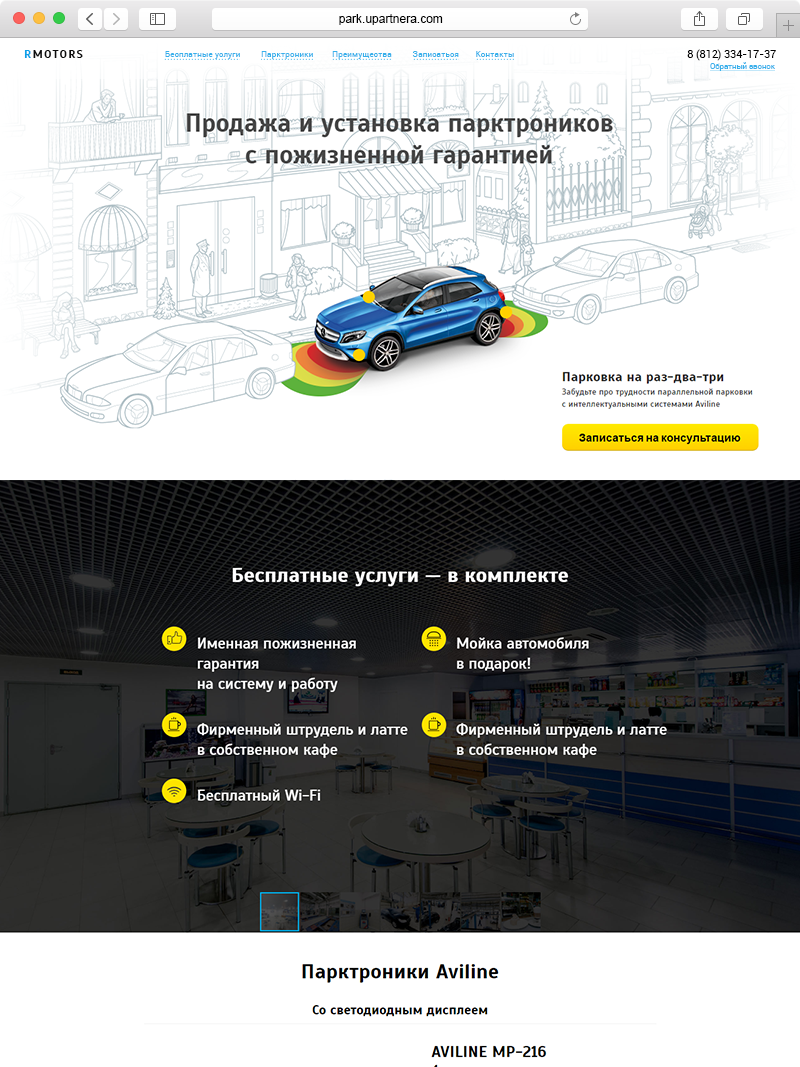 park.upartnera.com
RMOTORS
Бесплатные услуги
Парктроники
Преимущества
Записаться
Контакты
8 (812) 334-17-37
Обратный звонок
Продажа и установка парктроников
с пожизненной гарантией
Парковка на раз-два-три
Забудьте про трудности параллельной парковки
с интеллектуальными системами Aviline
Записаться на консультацию
Бесплатные услуги — в комплекте
Именная пожизненная
гарантия
на систему и работу
Мойка автомобиля
в подарок!
Фирменный штрудель и латте
в собственном кафе
Фирменный штрудель и латте
в собственном кафе
Бесплатный Wi-Fi
Парктроники Aviline
Со светодиодным дисплеем
AVILINE MP-216